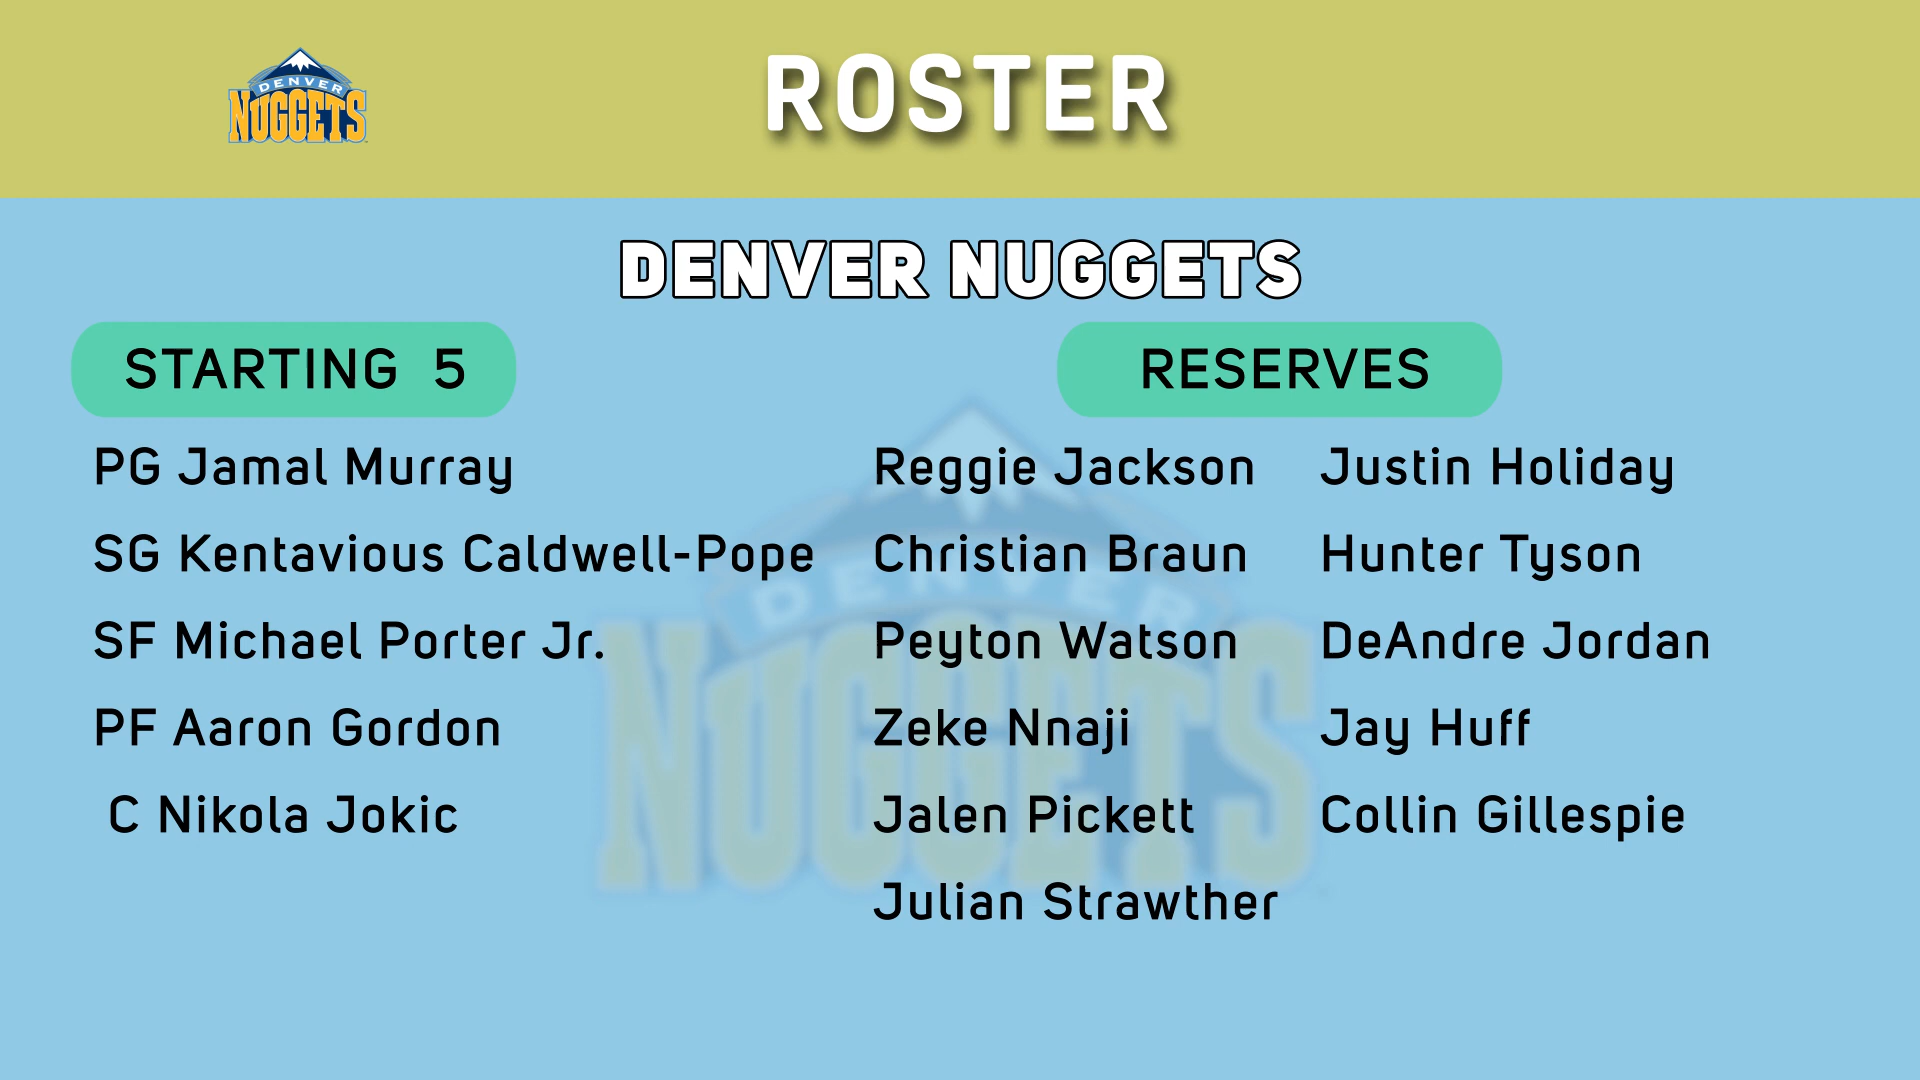 DENVER
NUGGETS
ROSTER
DENVER NUGGETS
STARTING 5
PG Jamal Murray
SG Kentavious Caldwell-Pope
SF Michael Porter Jr.
PF Aaron Gordon
C Nikola Jokic
RESERVES
Reggie Jackson
Christian Braun
Peyton Watson
Zeke Nnaji
Jalen Pickett
Julian Strawther
Justin Holiday
Hunter Tyson
DeAndre Jordan
Jay Huff
Collin Gillespie
DENVER
NUGGETS